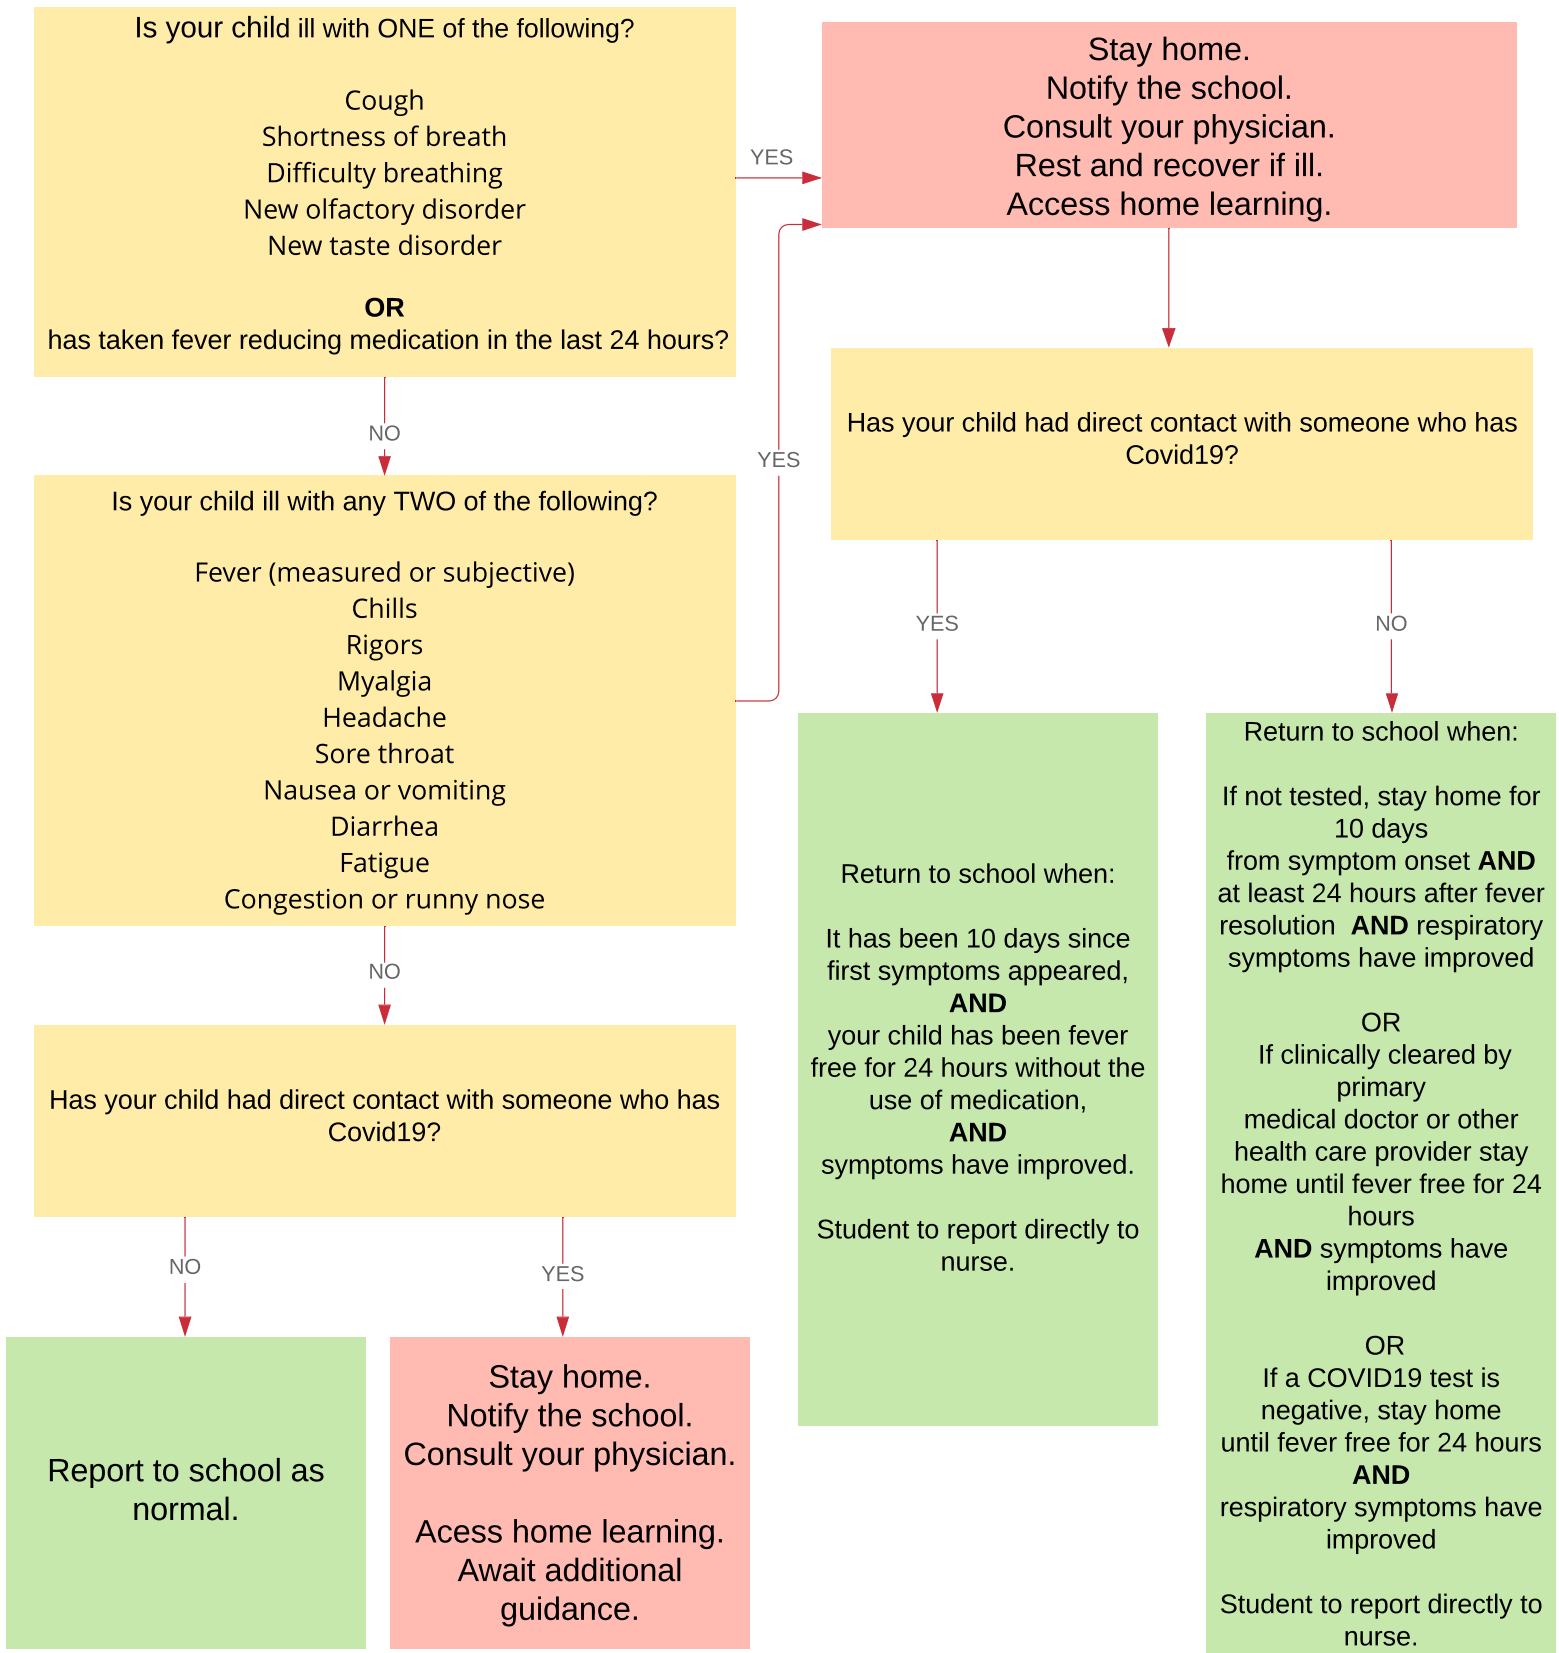 Is your child ill with ONE of the following?
Cough
Shortness of breath
Difficulty breathing
New olfactory disorder
New taste disorder
OR
has taken fever reducing medication in the last 24 hours?
YES
Stay home.
Notify the school.
Consult your physician.
Rest and recover if ill.
Access home learning.
NO
Is your child ill with any TWO of the following?
Fever (measured or subjective)
Chills
Rigors
Myalgia
Headache
Sore throat
Nausea or vomiting
Diarrhea
Fatigue
Congestion or runny nose
YES
Has your child had direct contact with someone who has
Covid19?
NO
Has your child had direct contact with someone who has
Covid19?
NO
Report to school as
normal.
YES
Stay home.
Notify the school.
Consult your physician.
Acess home learning.
Await additional
guidance.
YES
Return to school when:
It has been 10 days since
first symptoms appeared,
AND
your child has been fever
free for 24 hours without the
use of medication,
AND
symptoms have improved.
Student to report directly to
nurse.
NO
Return to school when:
If not tested, stay home for
10 days
from symptom onset AND
at least 24 hours after fever
resolution AND respiratory
symptoms have improved
OR
If clinically cleared by
primary
medical doctor or other
health care provider stay
home until fever free for 24
hours
AND symptoms have
improved
OR
If a COVID19 test is
negative, stay home
until fever free for 24 hours
AND
respiratory symptoms have
improved
Student to report directly to
nurse.